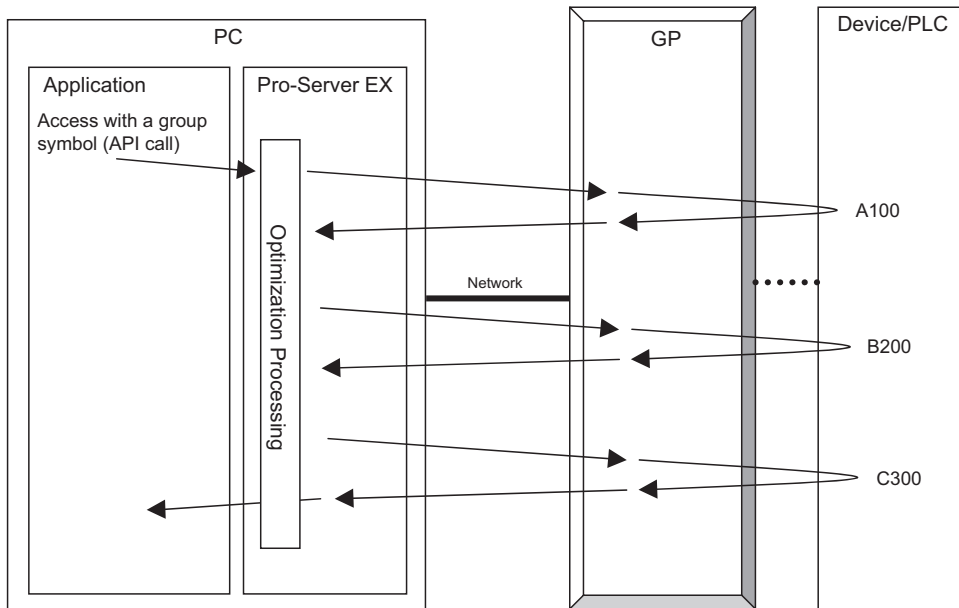 PC
GP
Device/PLC
Application
Pro-Server EX
Access with a group
symbol (API call)
Optimization Processing
A100
Network
B200
C300